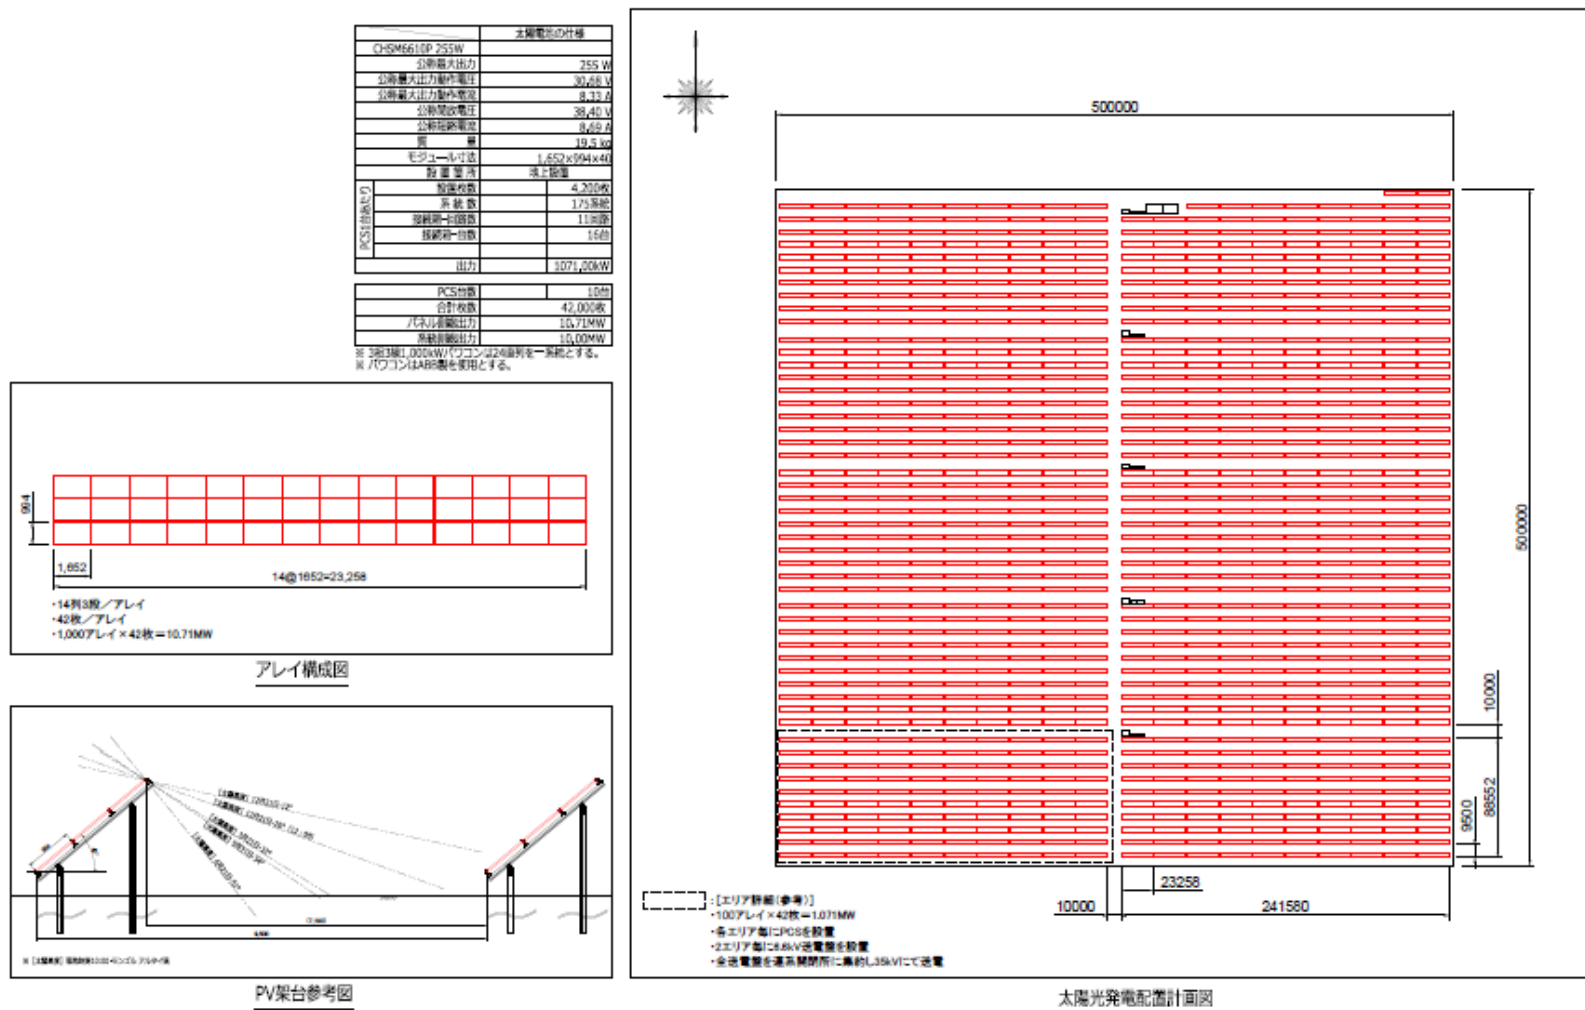 太陽電池の仕様
CHSM6610P 255W
公称最大出力 255 W
公称最大出力動作電圧 30.68 V
公称最大出力動作電流 8.33 A
公称開放電圧 38.40 V
公称短絡電流 8.69 A
質 量 19.5 kg
モジュール寸法 1,652×994×40
設置箇所 地上設置
PCS1台あたり
設置枚数 4,200枚
系統数 175系統
接続箱一回路数 11回路
接続箱一台数 16台
出力 1071.00kW
PCS台数 10台
合計枚数 42,000枚
パネル側総出力 10.71MW
系統側総出力 10.00MW
※ 3相3線1,000kWパワコンは24直列を一系統とする。
※ パワコンはABB製を使用とする。
994
1,652
14@1652=23,258
・14列3段／アレイ
・42枚／アレイ
・1,000アレイ×42枚＝10.71MW
アレイ構成図
PV架台参考図
500000
500000
10000
88552
9500
23258
10000
241580
:[エリア詳細(参考)]
・100アレイ×42枚＝1.071MW
・各エリア毎にPCSを設置
・2エリア毎に6.6kV送電盤を設置
・全送電盤を連系開閉所に集約し35kVにて送電
太陽光発電配置計画図